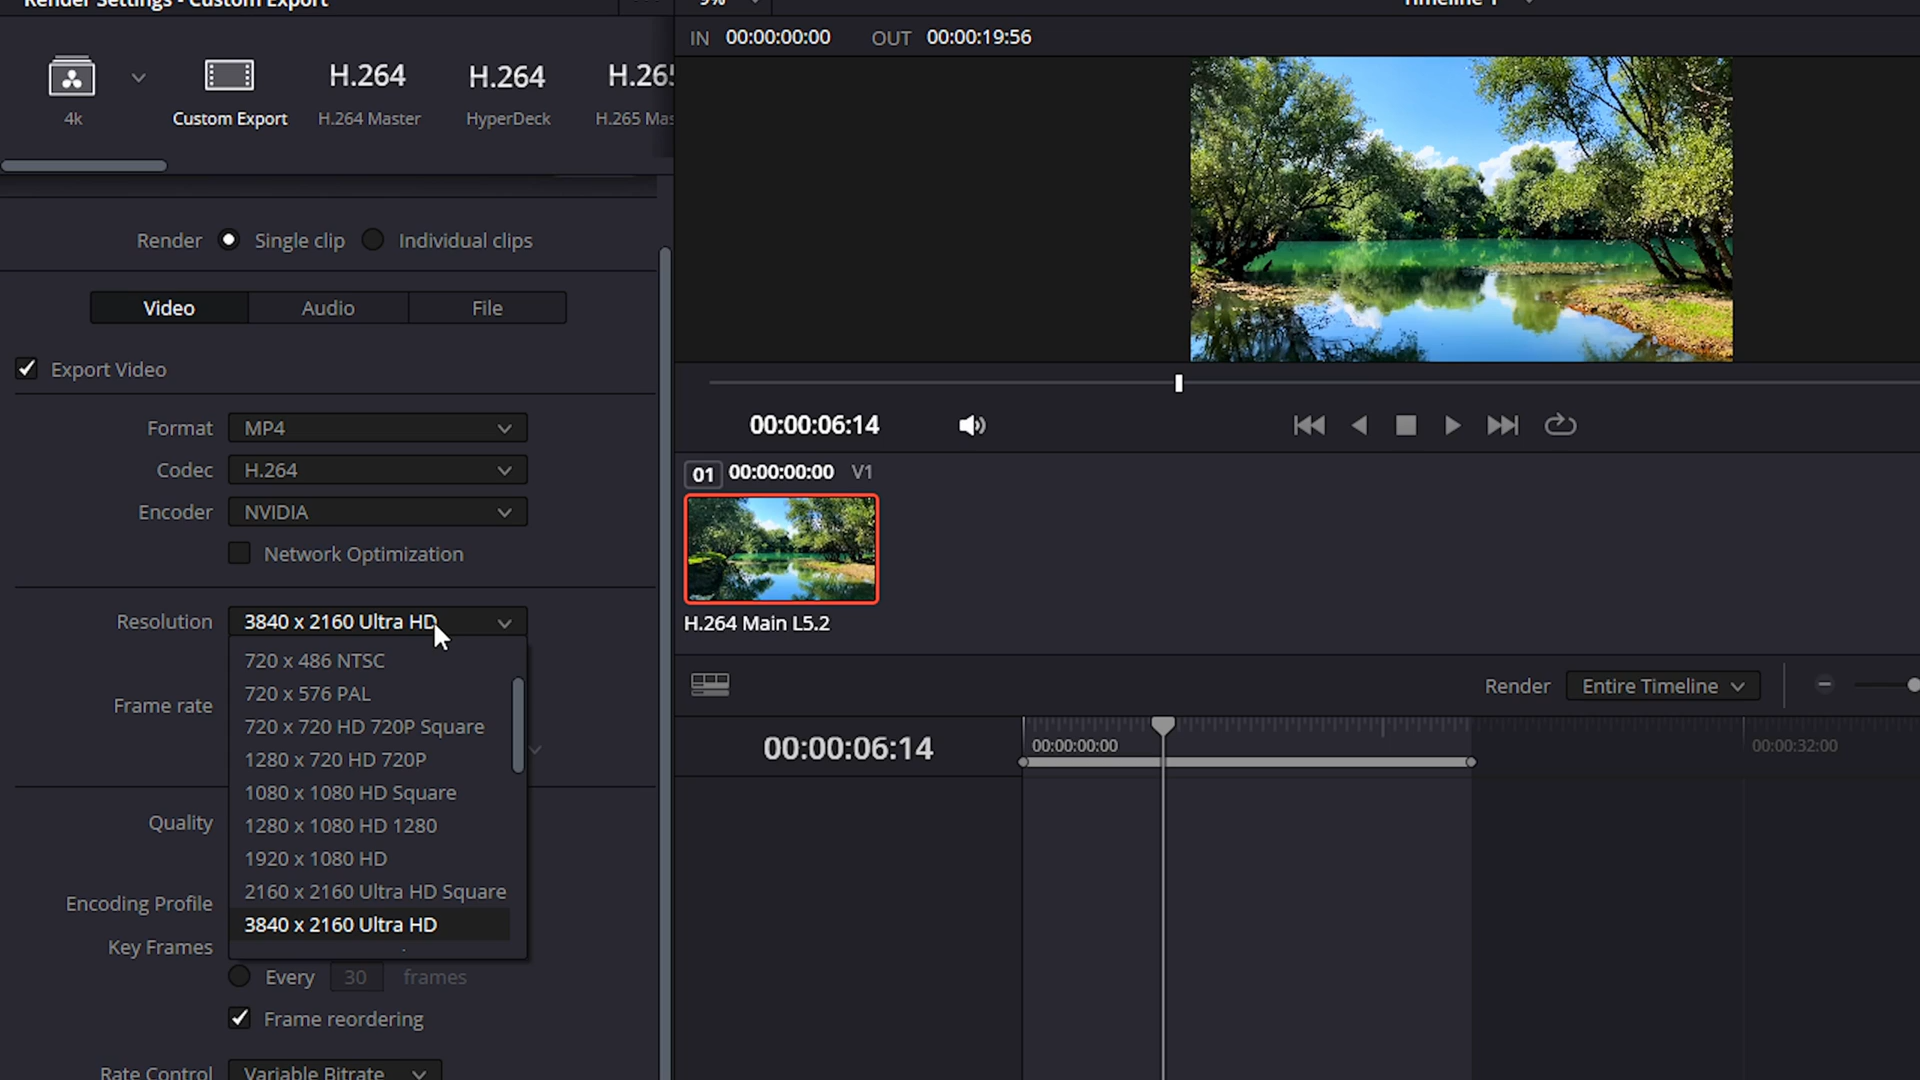 Render Settings - Custom Export
9%
Timeline 1
IN 00:00:00:00 OUT 00:00:19:56
4k
Custom Export
H.264
H.264 Master
H.264
HyperDeck
H.265
H.265 Mas
Render Single clip Individual clips
Video Audio File
Export Video
Format MP4
Codec H.264
Encoder NVIDIA
Network Optimization
Resolution 3840 x 2160 Ultra HD
720 x 486 NTSC
720 x 576 PAL
Frame rate
720 x 720 HD 720P Square
1280 x 720 HD 720P
1080 x 1080 HD Square
Quality
1280 x 1080 HD 1280
1920 x 1080 HD
2160 x 2160 Ultra HD Square
Encoding Profile
3840 x 2160 Ultra HD
Key Frames
Every 30 frames
Frame reordering
Rate Control Variable Bitrate
00:00:06:14
01 00:00:00:00 V1
H.264 Main L5.2
Render Entire Timeline
00:00:06:14
00:00:00:00
00:00:32:00